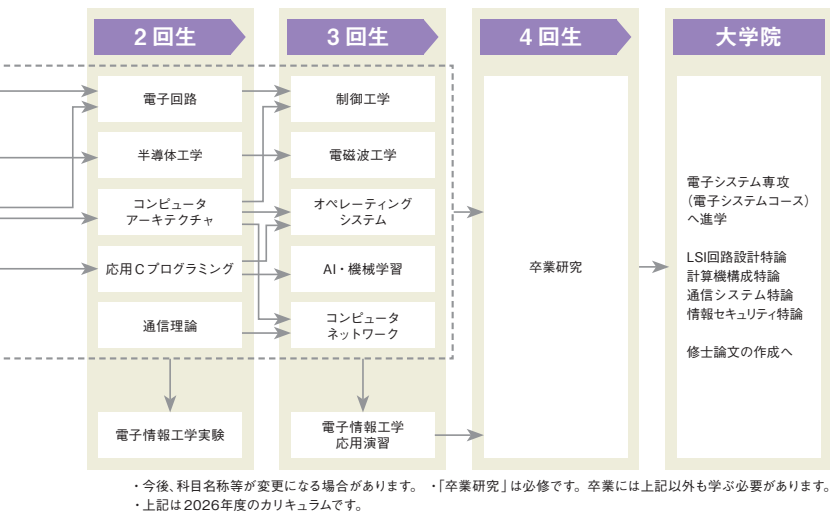 2回生
3回生
4回生
大学院
電子回路
半導体工学
コンピュータ
アーキテクチャ
応用Cプログラミング
通信理論
電子情報工学実験
制御工学
電磁波工学
オペレーティング
システム
AI・機械学習
コンピュータ
ネットワーク
電子情報工学
応用演習
卒業研究
電子システム専攻
（電子システムコース）
へ進学
LSI回路設計特論
計算機構成特論
通信システム特論
情報セキュリティ特論
修士論文の作成へ
・今後、科目名称等が変更になる場合があります。 ・「卒業研究」は必修です。卒業には上記以外も学ぶ必要があります。
・上記は2026年度のカリキュラムです。